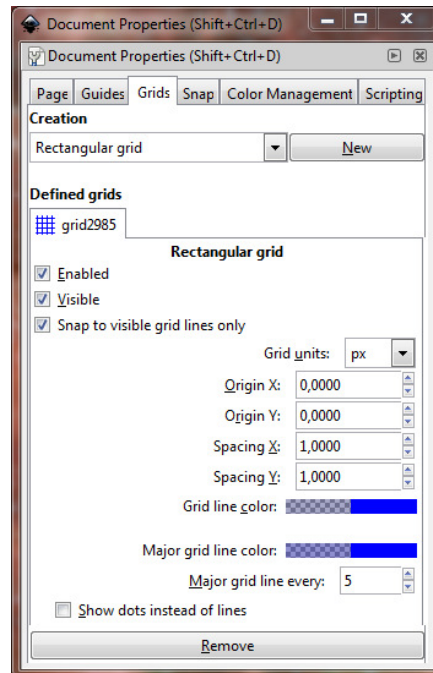 Document Properties (Shift+Ctrl+D)
Document Properties (Shift+Ctrl+D)
Page Guides Grids Snap Color Management Scripting
Creation
Rectangular grid New
Defined grids
grid2985
Rectangular grid
Enabled
Visible
Snap to visible grid lines only
Grid units: px
Origin X: 0,0000
Origin Y: 0,0000
Spacing X: 1,0000
Spacing Y: 1,0000
Grid line color:
Major grid line color:
Major grid line every: 5
Show dots instead of lines
Remove